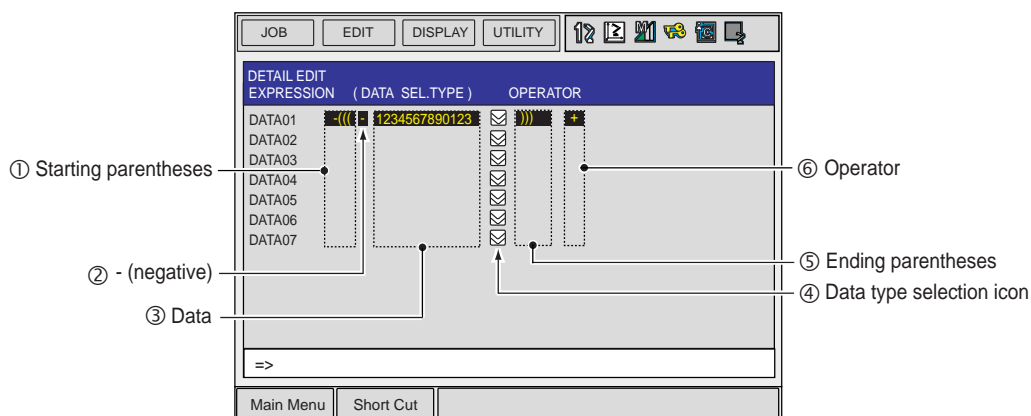 JOB EDIT DISPLAY UTILITY
DETAIL EDIT
EXPRESSION ( DATA SEL.TYPE ) OPERATOR
DATA01 -((( - 1234567890123 ))) +
DATA02
DATA03
DATA04
DATA05
DATA06
DATA07
① Starting parentheses
② - (negative)
③ Data
⑥ Operator
⑤ Ending parentheses
④ Data type selection icon
=>
Main Menu Short Cut